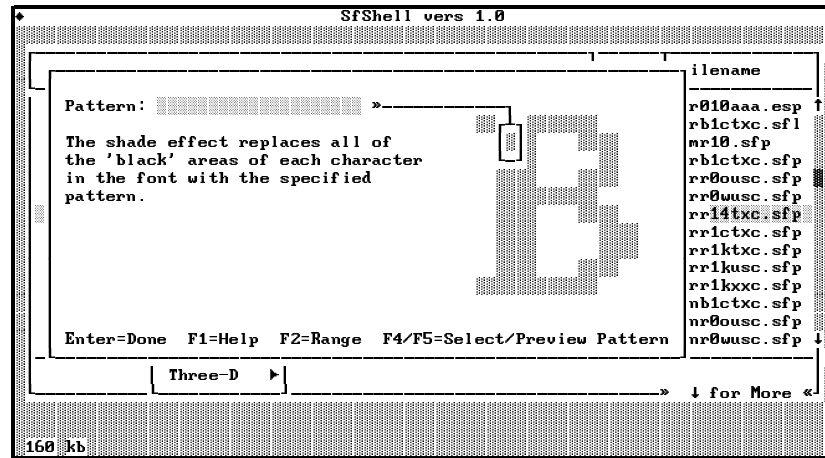 SfShell vers 1.0
ilename
Pattern: »
r010aaa.esp ↑
rb1ctxc.sfl
The shade effect replaces all of
mr10.sfp
the 'black' areas of each character
rb1ctxc.sfp
in the font with the specified
rr0ousc.sfp
pattern.
rr0wusc.sfp
rr14txc.sfp
rr1ctxc.sfp
rr1ktxc.sfp
rr1kusc.sfp
rr1kxxc.sfp
nb1ctxc.sfp
nr0ousc.sfp
Enter=Done F1=Help F2=Range F4/F5=Select/Preview Pattern
nr0wusc.sfp ↓
Three-D ►
» ↓ for More «
160 kb